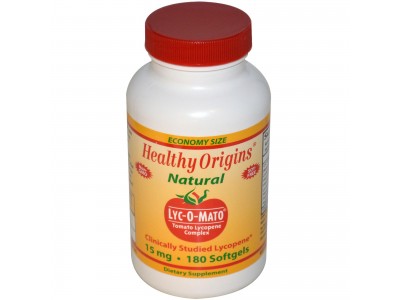 ECONOMY SIZE
Healthy Origins®
Natural
LYC-O-MATO®
Tomato Lycopene
Complex
Clinically Studied Lycopene*
15 mg • 180 Softgels
Dietary Supplement